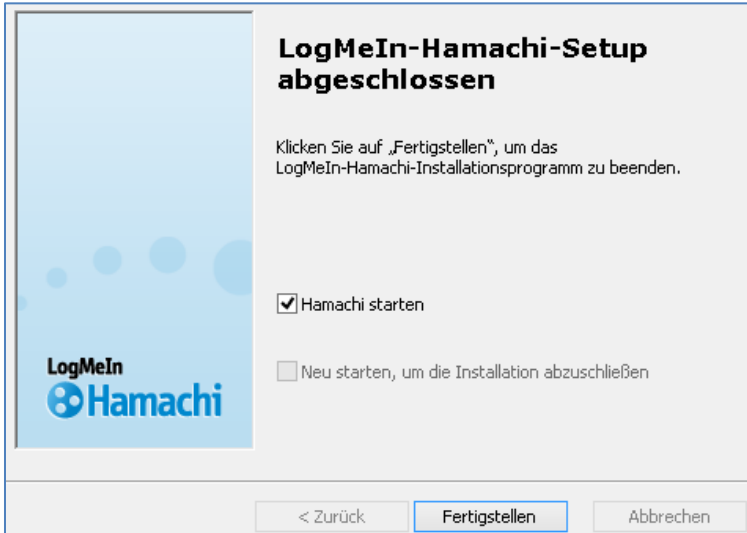 LogMeIn-Hamachi-Setup
abgeschlossen
Klicken Sie auf „Fertigstellen“, um das
LogMeIn-Hamachi-Installationsprogramm zu beenden.
Hamachi starten
Neu starten, um die Installation abzuschließen
LogMeIn
Hamachi
< Zurück
Fertigstellen
Abbrechen